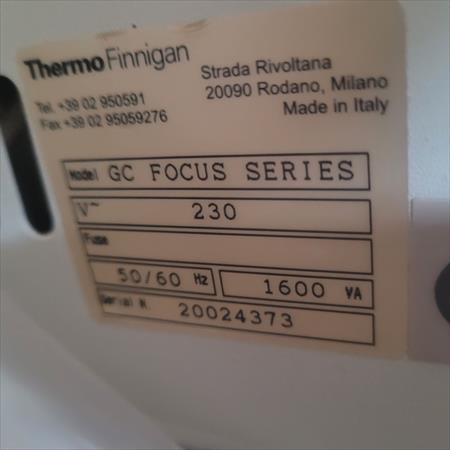 ThermoFinnigan
Strada Rivoltana
20090 Rodano, Milano
Made in Italy
Tel. +39 02 950591
Fax +39 02 95059276
Model GC FOCUS SERIES
V~ 230
Fuse
50/60 Hz 1600 VA
Serial N. 20024373